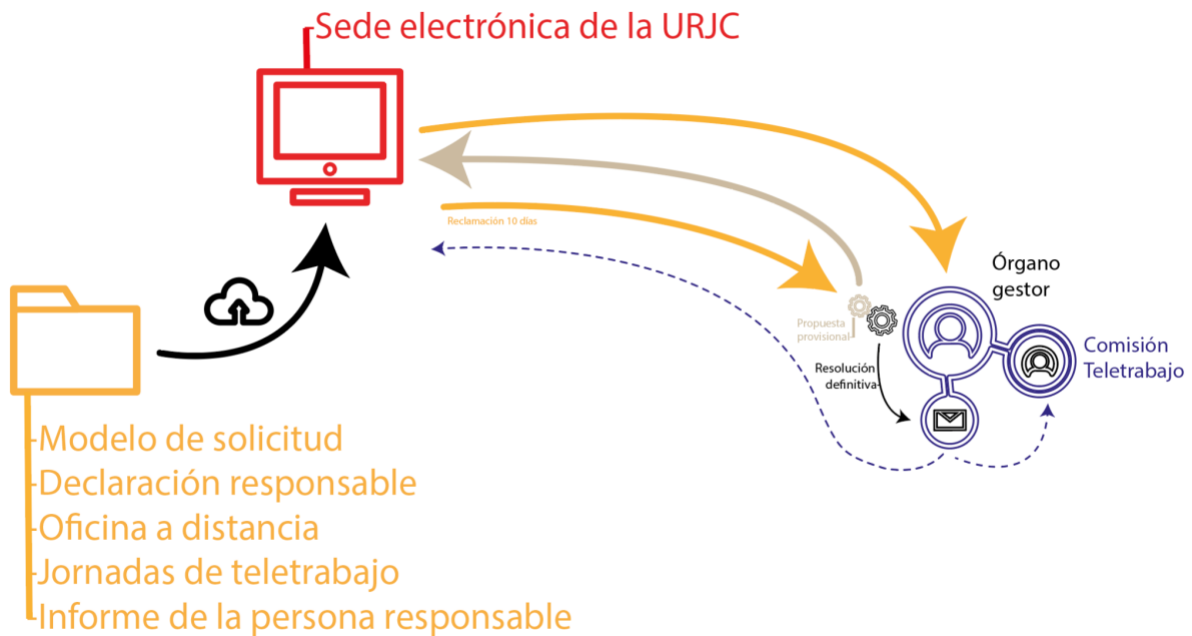 Sede electrónica de la URJC
Reclamación 10 días
Órgano
gestor
Propuesta
provisional
Comisión
Teletrabajo
Resolución
definitiva
Modelo de solicitud
Declaración responsable
Oficina a distancia
Jornadas de teletrabajo
Informe de la persona responsable